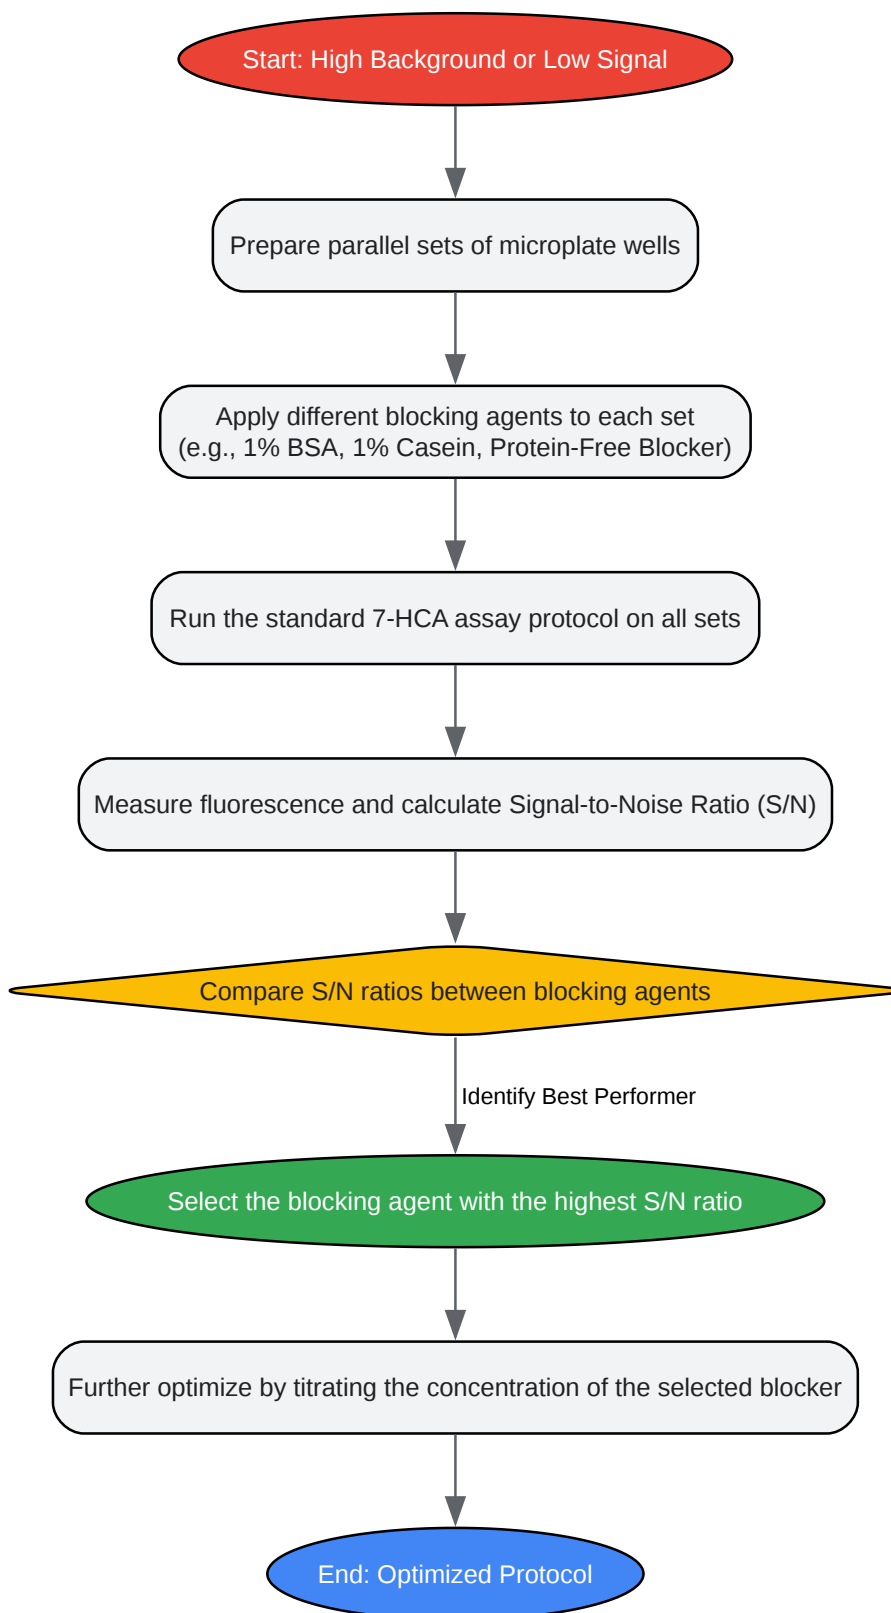 Start: High Background or Low Signal
Prepare parallel sets of microplate wells
Apply different blocking agents to each set
(e.g., 1% BSA, 1% Casein, Protein-Free Blocker)
Run the standard 7-HCA assay protocol on all sets
Measure fluorescence and calculate Signal-to-Noise Ratio (S/N)
Compare S/N ratios between blocking agents
Identify Best Performer
Select the blocking agent with the highest S/N ratio
Further optimize by titrating the concentration of the selected blocker
End: Optimized Protocol